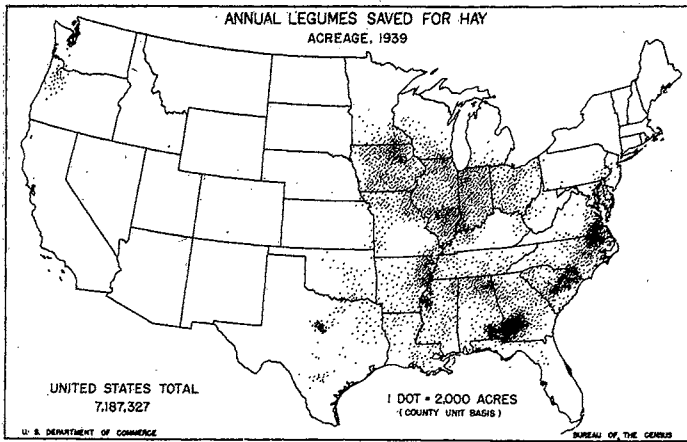 ANNUAL LEGUMES SAVED FOR HAY
ACREAGE, 1939
UNITED STATES TOTAL
7,187,327
1 DOT = 2,000 ACRES
(COUNTY UNIT BASIS)
U. S. DEPARTMENT OF COMMERCE
BUREAU OF THE CENSUS